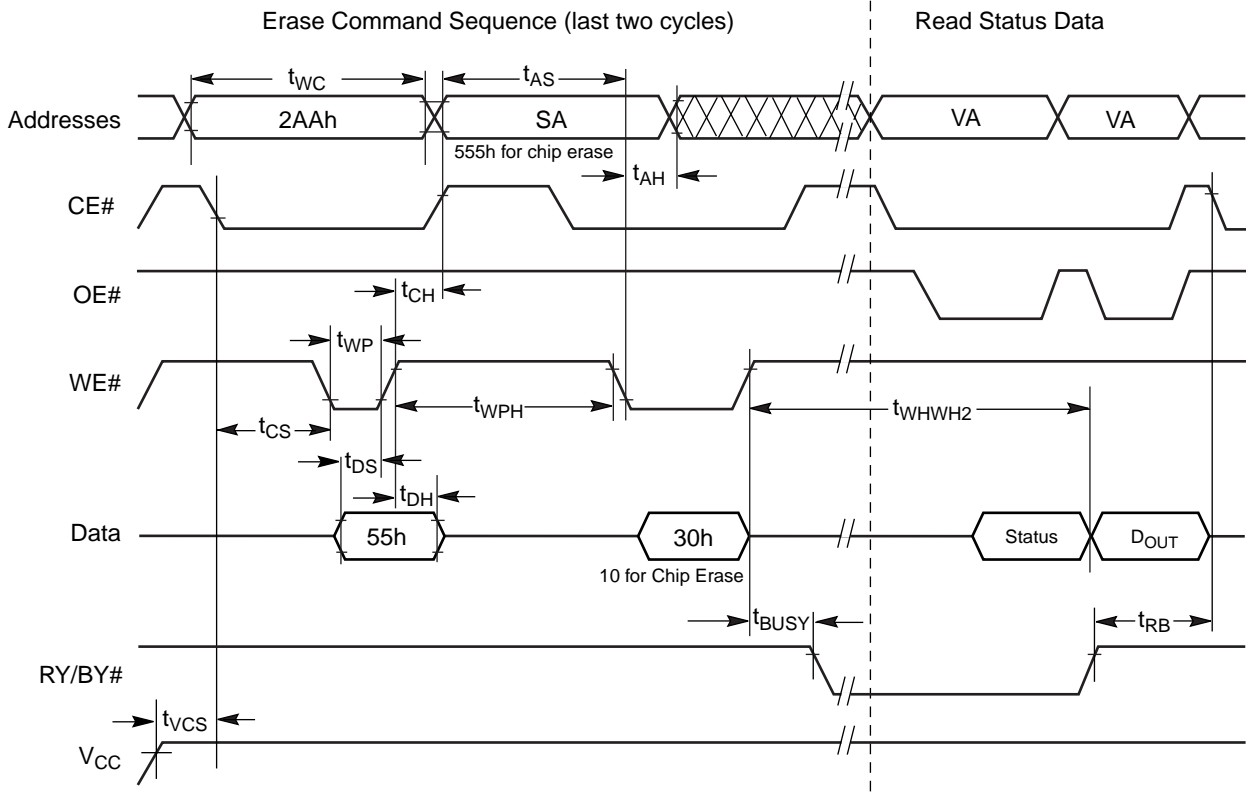 Erase Command Sequence (last two cycles) Read Status Data
tWC tAS
Addresses 2AAh SA VA VA
555h for chip erase
tAH
CE#
OE#
tCH
tWP
WE#
tWPH tWHWH2
tCS
tDS
tDH
Data 55h 30h Status DOUT
10 for Chip Erase
tBUSY tRB
RY/BY#
tVCS
VCC